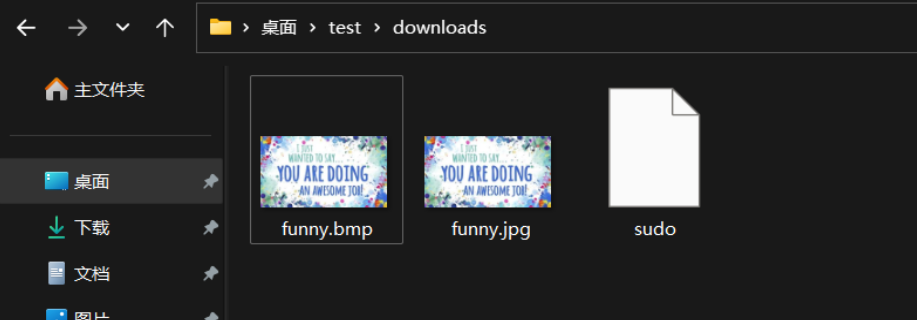 桌面 test downloads
主文件夹
桌面
下载
文档
图片
I JUST
WANTED TO SAY...
YOU ARE DOING
AN AWESOME JOB!
funny.bmp
I JUST
WANTED TO SAY...
YOU ARE DOING
AN AWESOME JOB!
funny.jpg
sudo